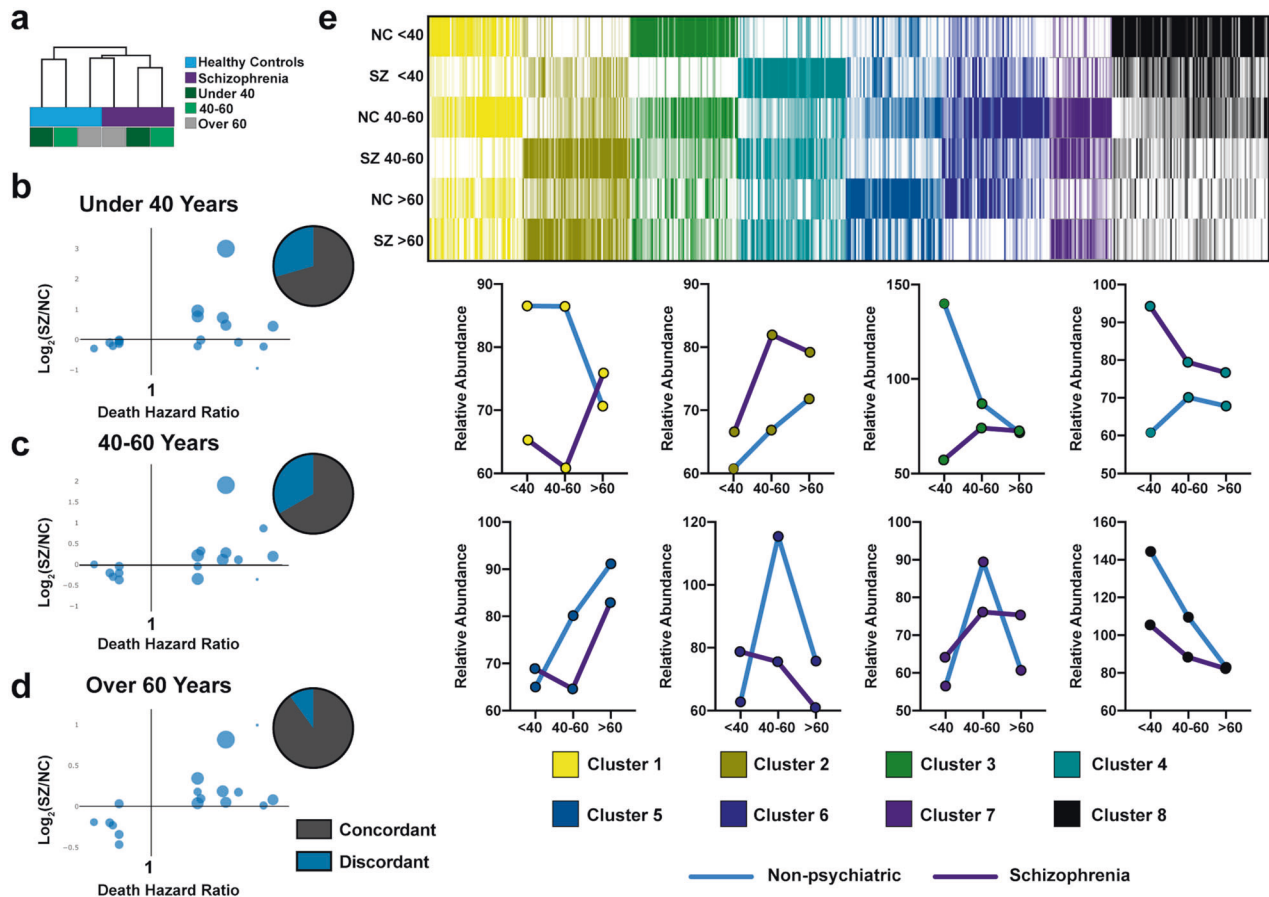 a
Healthy Controls
Schizophrenia
Under 40
40-60
Over 60
b
Under 40 Years
3
2
1
0
−1
Log2(SZ/NC)
1
Death Hazard Ratio
c
40-60 Years
2
1.5
1
0.5
0
−0.5
−1
Log2(SZ/NC)
1
Death Hazard Ratio
d
Over 60 Years
1
0.5
0
−0.5
Log2(SZ/NC)
1
Death Hazard Ratio
Concordant
Discordant
e
NC <40
SZ <40
NC 40-60
SZ 40-60
NC >60
SZ >60
Relative Abundance
90
80
70
60
<40 40-60 >60
Relative Abundance
90
80
70
60
<40 40-60 >60
Relative Abundance
150
100
50
<40 40-60 >60
Relative Abundance
100
90
80
70
60
50
<40 40-60 >60
Relative Abundance
100
90
80
70
60
<40 40-60 >60
Relative Abundance
120
100
80
60
<40 40-60 >60
Relative Abundance
100
90
80
70
60
50
<40 40-60 >60
Relative Abundance
160
140
120
100
80
60
<40 40-60 >60
Cluster 1
Cluster 2
Cluster 3
Cluster 4
Cluster 5
Cluster 6
Cluster 7
Cluster 8
Non-psychiatric
Schizophrenia